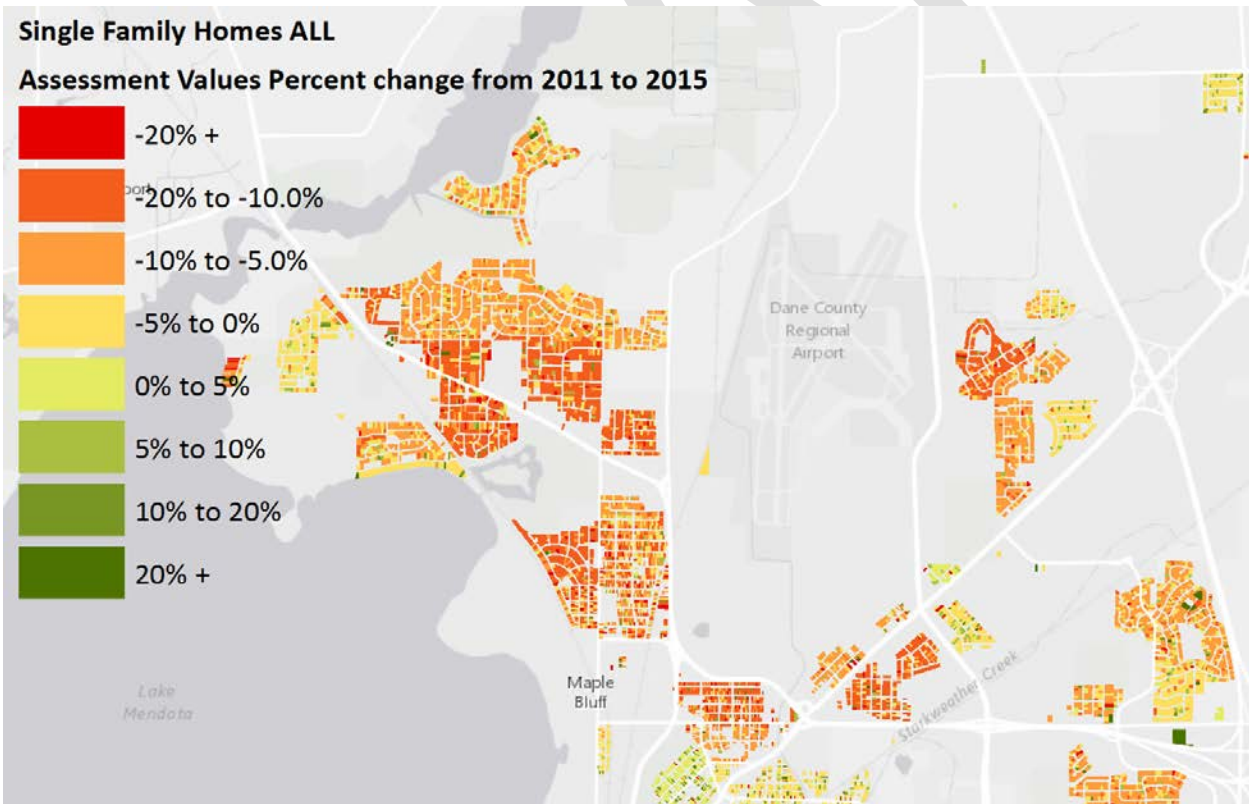 Single Family Homes ALL
Assessment Values Percent change from 2011 to 2015
-20% +
port
-20% to -10.0%
-10% to -5.0%
-5% to 0%
0% to 5%
5% to 10%
10% to 20%
20% +
Dane County
Regional
Airport
Lake
Mendota
Maple
Bluff
Starkweather Creek